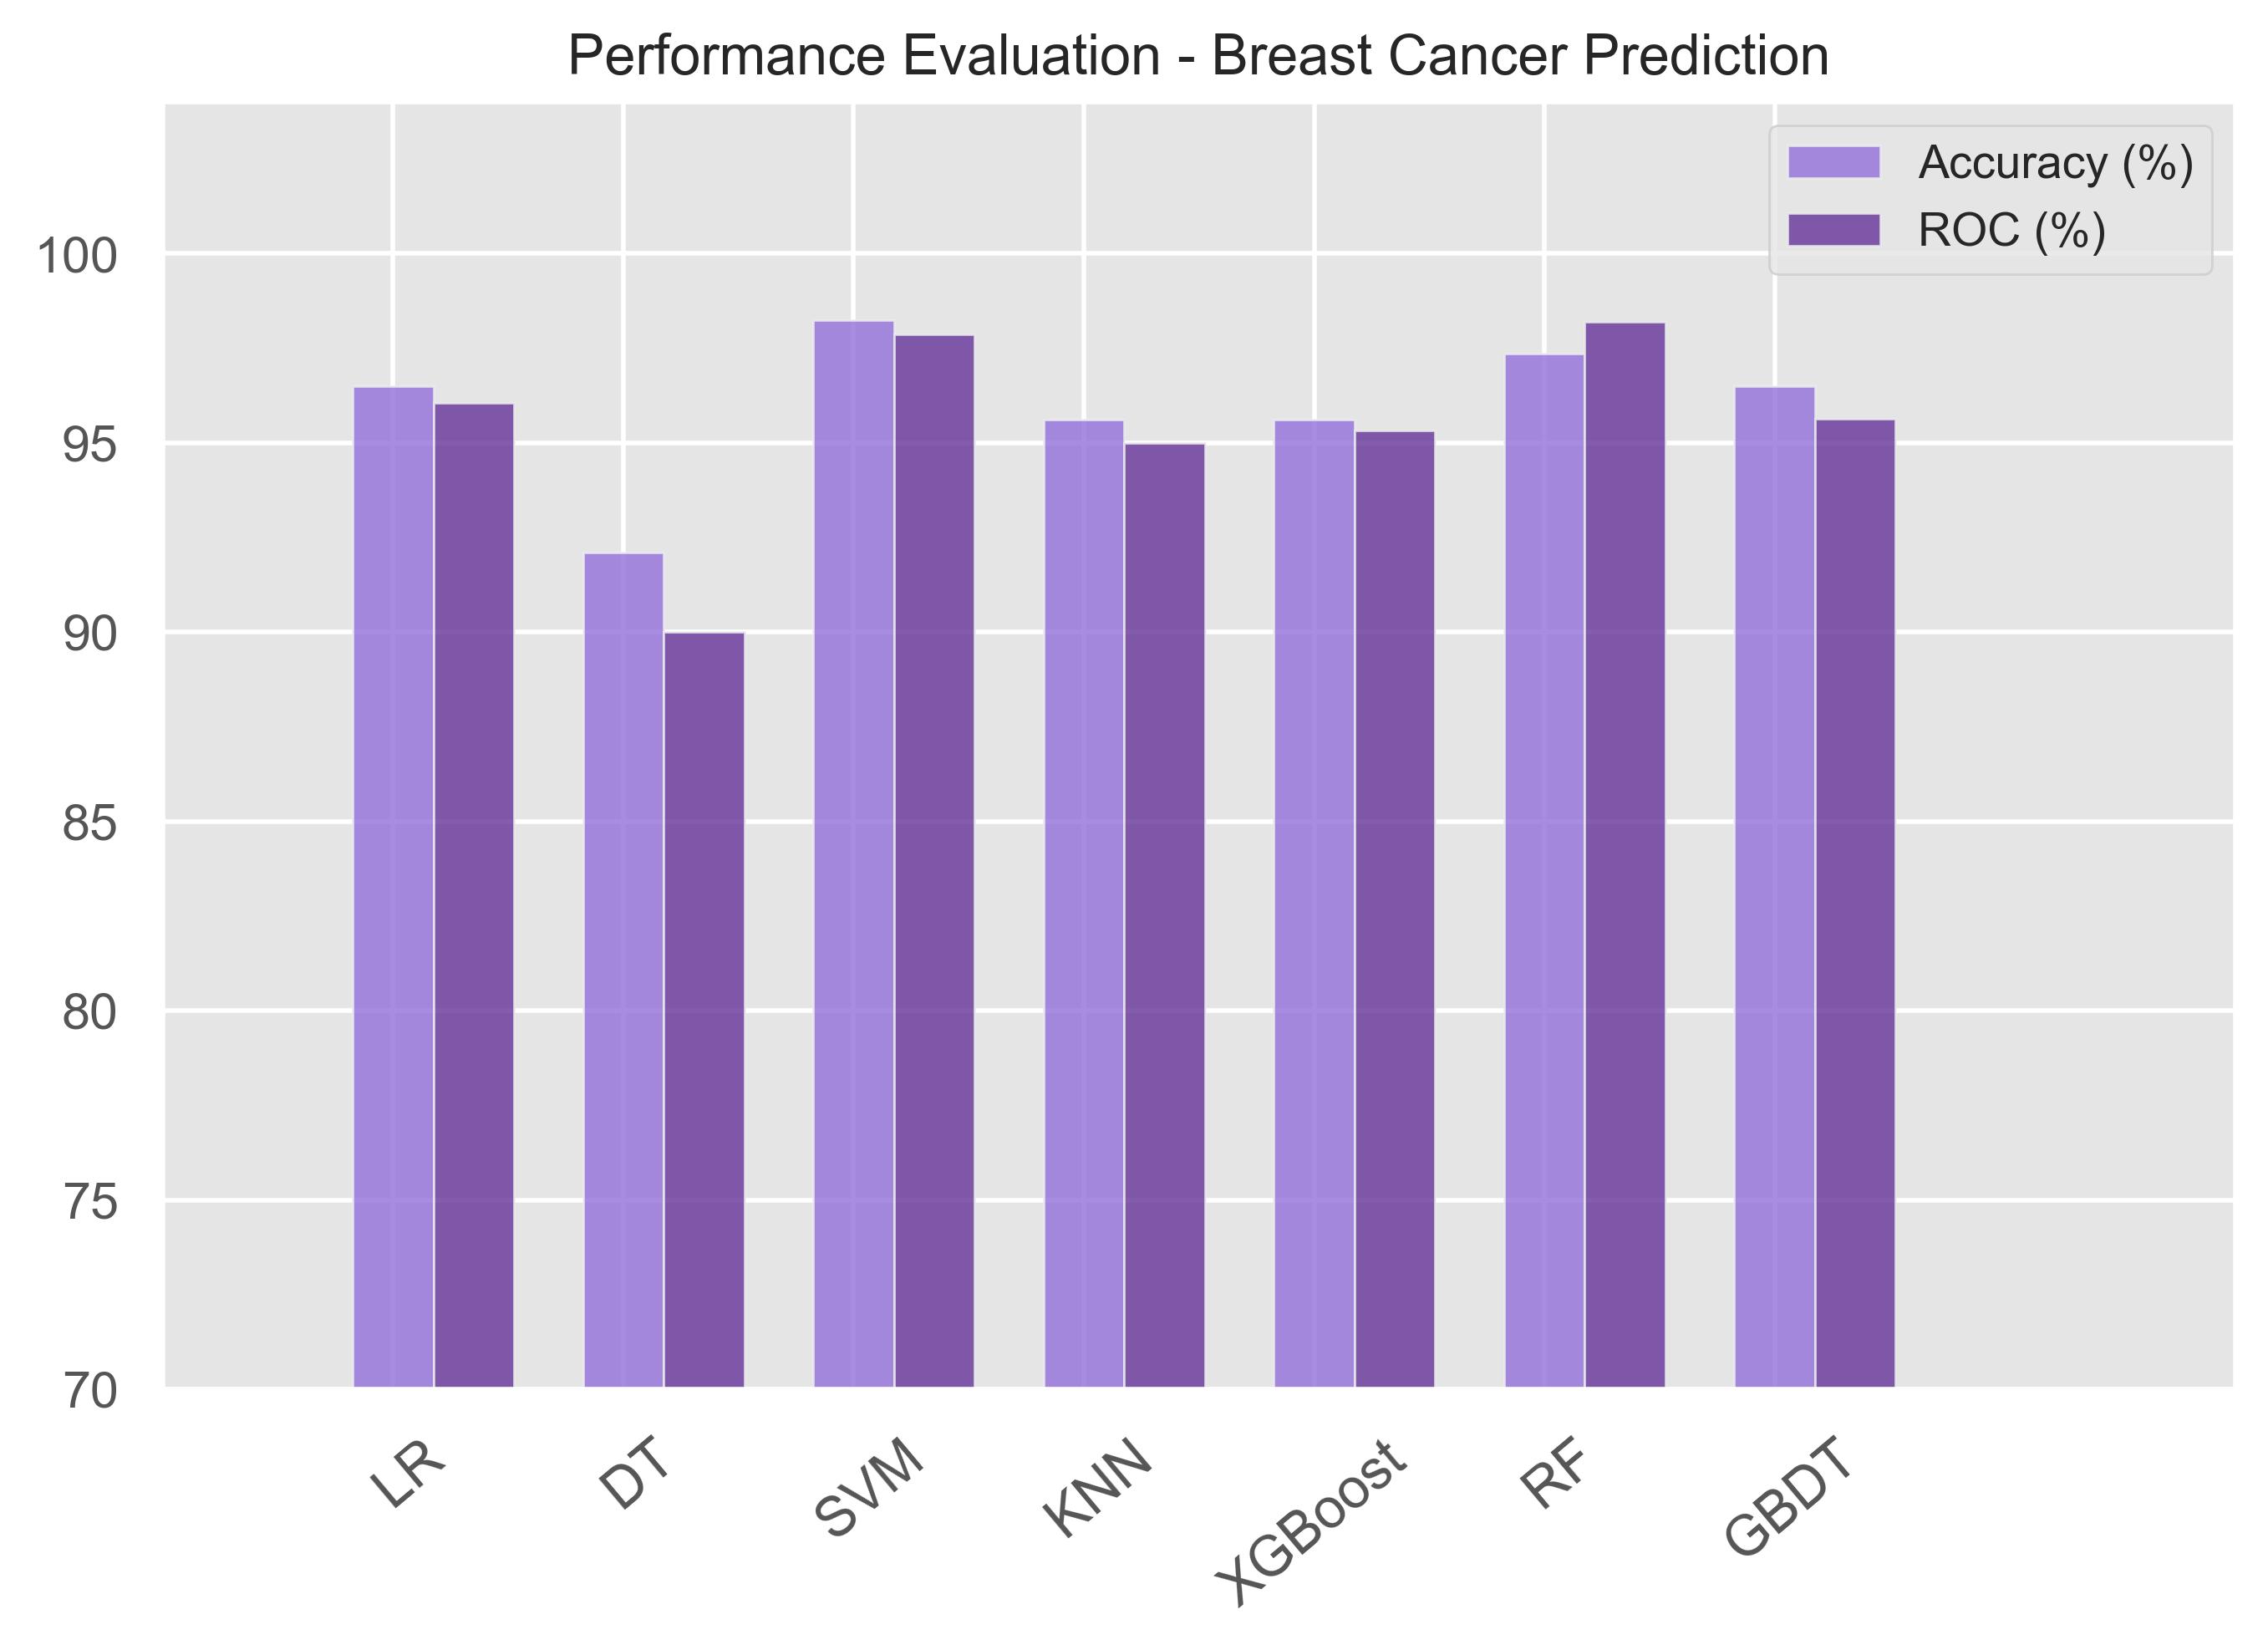 Performance Evaluation - Breast Cancer Prediction
Accuracy (%)
ROC (%)
100
95
90
85
80
75
70
LR
DT
SVM
KNN
XGBoost
RF
GBDT